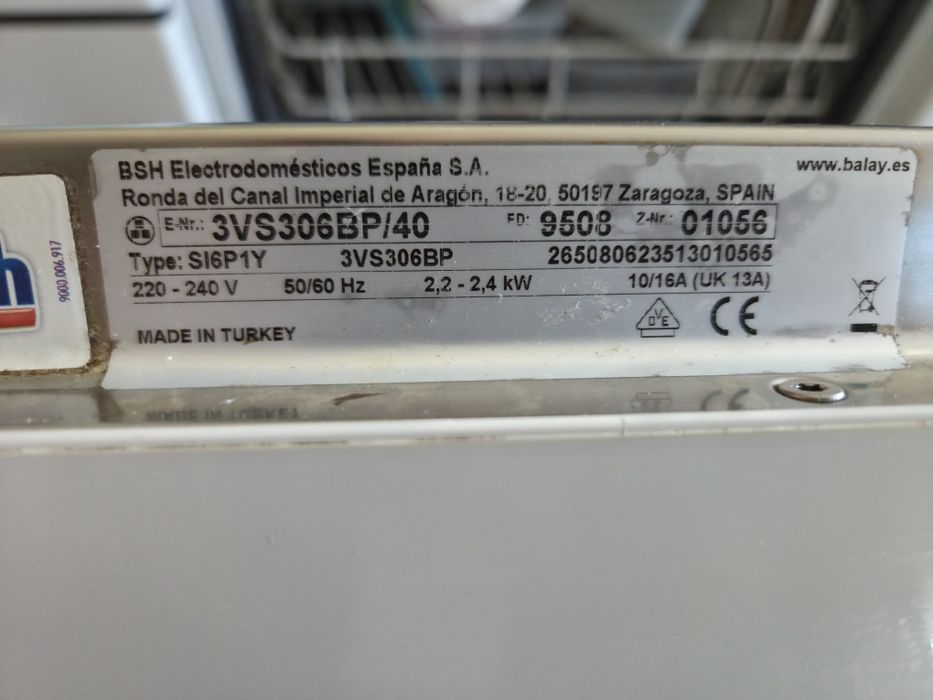 BSH Electrodomésticos España S.A. www.balay.es
Ronda del Canal Imperial de Aragón, 18-20, 50197 Zaragoza, SPAIN
E-Nr.: 3VS306BP/40 FD: 9508 Z-Nr.: 01056
Type: SI6P1Y 3VS306BP 265080623513010565
220 - 240 V 50/60 Hz 2,2 - 2,4 kW 10/16A (UK 13A)
MADE IN TURKEY DVE CE
9000.006.917
h